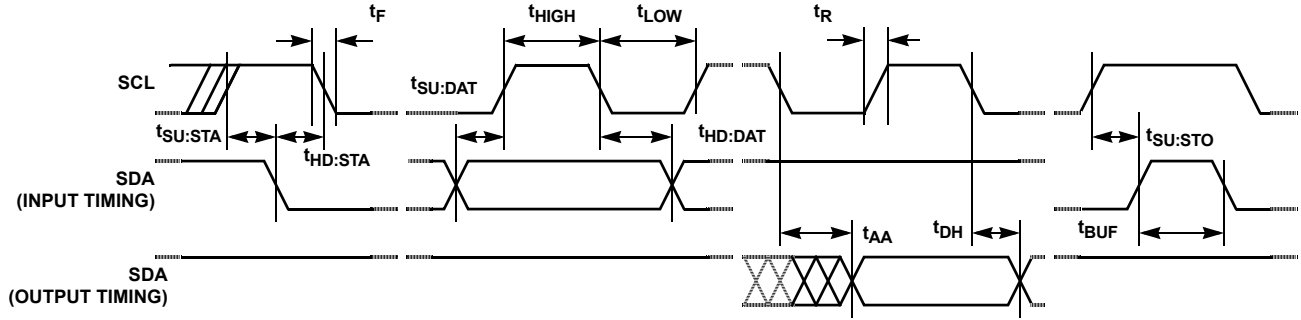 tF
tHIGH
tLOW
tR
SCL
tSU:DAT
tSU:STA
tHD:STA
tHD:DAT
tSU:STO
SDA
(INPUT TIMING)
tAA
tDH
tBUF
SDA
(OUTPUT TIMING)